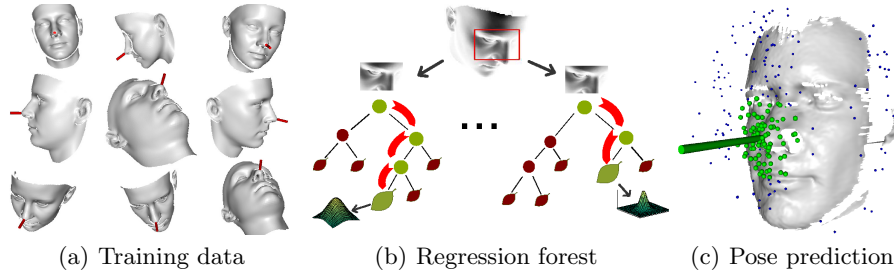 (a) Training data
(b) Regression forest
(c) Pose prediction